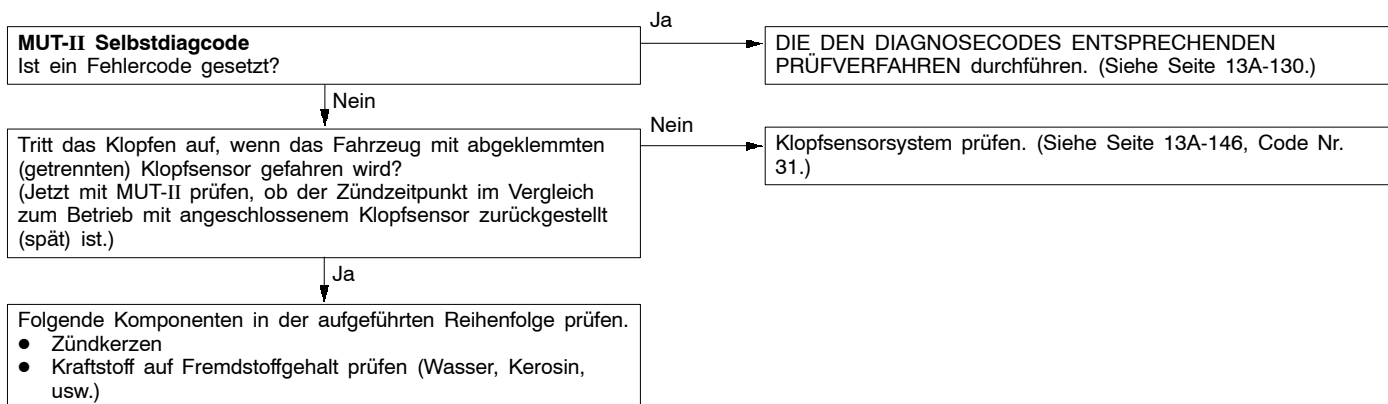 Ja
MUT-II Selbstdiagcode
Ist ein Fehlercode gesetzt?
DIE DEN DIAGNOSECODES ENTSPRECHENDEN
PRÜFVERFAHREN durchführen. (Siehe Seite 13A-130.)
Nein
Tritt das Klopfen auf, wenn das Fahrzeug mit abgeklemmten
(getrennten) Klopfsensor gefahren wird?
(Jetzt mit MUT-II prüfen, ob der Zündzeitpunkt im Vergleich
zum Betrieb mit angeschlossenem Klopfsensor zurückgestellt
(spät) ist.)
Nein
Klopfsensorsystem prüfen. (Siehe Seite 13A-146, Code Nr.
31.)
Ja
Folgende Komponenten in der aufgeführten Reihenfolge prüfen.
● Zündkerzen
● Kraftstoff auf Fremdstoffgehalt prüfen (Wasser, Kerosin,
usw.)